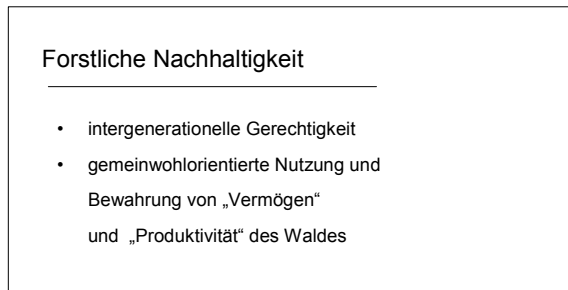 Forstliche Nachhaltigkeit
• intergenerationelle Gerechtigkeit
• gemeinwohlorientierte Nutzung und
Bewahrung von „Vermögen“
und „Produktivität“ des Waldes